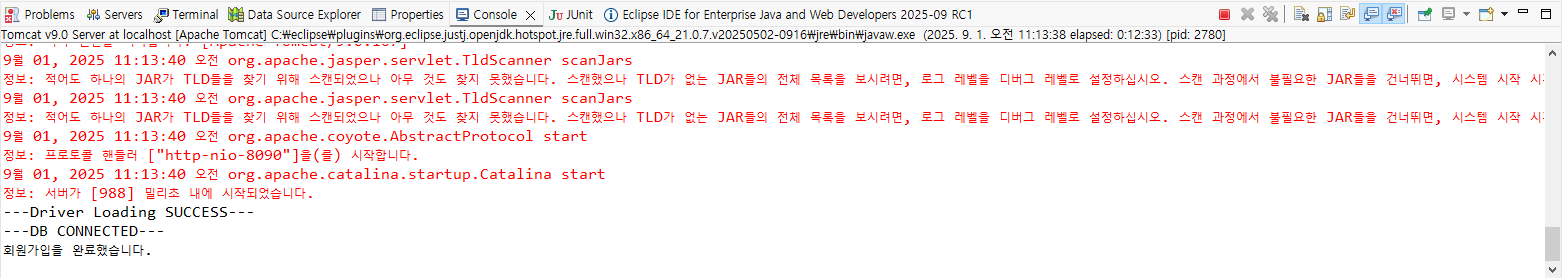 Problems Servers Terminal Data Source Explorer Properties Console JUnit Eclipse IDE for Enterprise Java and Web Developers 2025-09 RC1
Tomcat v9.0 Server at localhost [Apache Tomcat] C:₩eclipse₩plugins₩org.eclipse.justj.openjdk.hotspot.jre.full.win32.x86_64_21.0.7.v20250502-0916₩jre₩bin₩javaw.exe (2025. 9. 1. 오전 11:13:38 elapsed: 0:12:33) [pid: 2780]
9월 01, 2025 11:13:40 오전 org.apache.jasper.servlet.TldScanner scanJars
정보: 적어도 하나의 JAR가 TLD들을 찾기 위해 스캔되었으나 아무 것도 찾지 못했습니다. 스캔했으나 TLD가 없는 JAR들의 전체 목록을 보시려면, 로그 레벨을 디버그 레벨로 설정하십시오. 스캔 과정에서 불필요한 JAR들을 건너뛰면, 시스템 시작 시
9월 01, 2025 11:13:40 오전 org.apache.jasper.servlet.TldScanner scanJars
정보: 적어도 하나의 JAR가 TLD들을 찾기 위해 스캔되었으나 아무 것도 찾지 못했습니다. 스캔했으나 TLD가 없는 JAR들의 전체 목록을 보시려면, 로그 레벨을 디버그 레벨로 설정하십시오. 스캔 과정에서 불필요한 JAR들을 건너뛰면, 시스템 시작 시
9월 01, 2025 11:13:40 오전 org.apache.coyote.AbstractProtocol start
정보: 프로토콜 핸들러 ["http-nio-8090"]을(를) 시작합니다.
9월 01, 2025 11:13:40 오전 org.apache.catalina.startup.Catalina start
정보: 서버가 [988] 밀리초 내에 시작되었습니다.
---Driver Loading SUCCESS---
---DB CONNECTED---
회원가입을 완료했습니다.